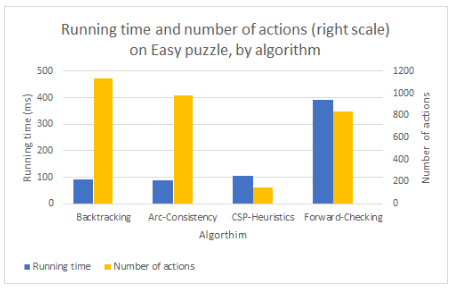 Running time and number of actions (right scale)
on Easy puzzle, by algorithm
500
400
300
200
100
0
Running time (ms)
1200
1000
800
600
400
200
0
Number of actions
Backtracking
Arc-Consistency
CSP-Heuristics
Forward-Checking
Algorthim
Running time
Number of actions